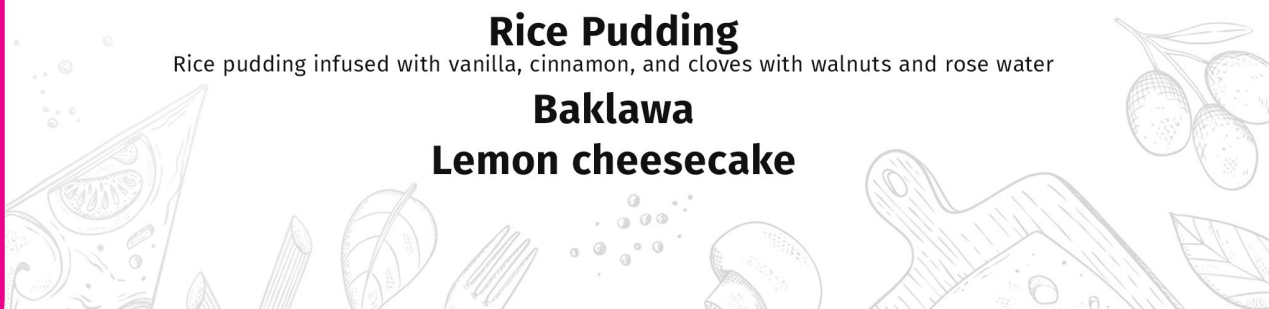 Rice Pudding
Rice pudding infused with vanilla, cinnamon, and cloves with walnuts and rose water
Baklawa
Lemon cheesecake